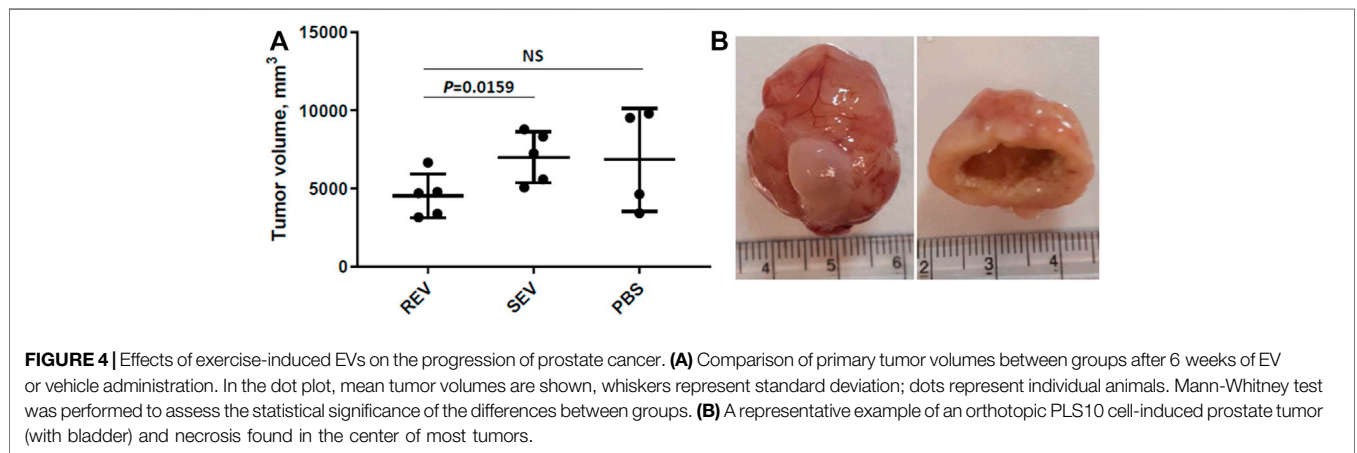 A
B
15000
10000
5000
0
Tumor volume, mm³
NS
P=0.0159
REV
SEV
PBS
4 5 6
2 3 4
FIGURE 4 | Effects of exercise-induced EVs on the progression of prostate cancer. (A) Comparison of primary tumor volumes between groups after 6 weeks of EV
or vehicle administration. In the dot plot, mean tumor volumes are shown, whiskers represent standard deviation; dots represent individual animals. Mann-Whitney test
was performed to assess the statistical significance of the differences between groups. (B) A representative example of an orthotopic PLS10 cell-induced prostate tumor
(with bladder) and necrosis found in the center of most tumors.